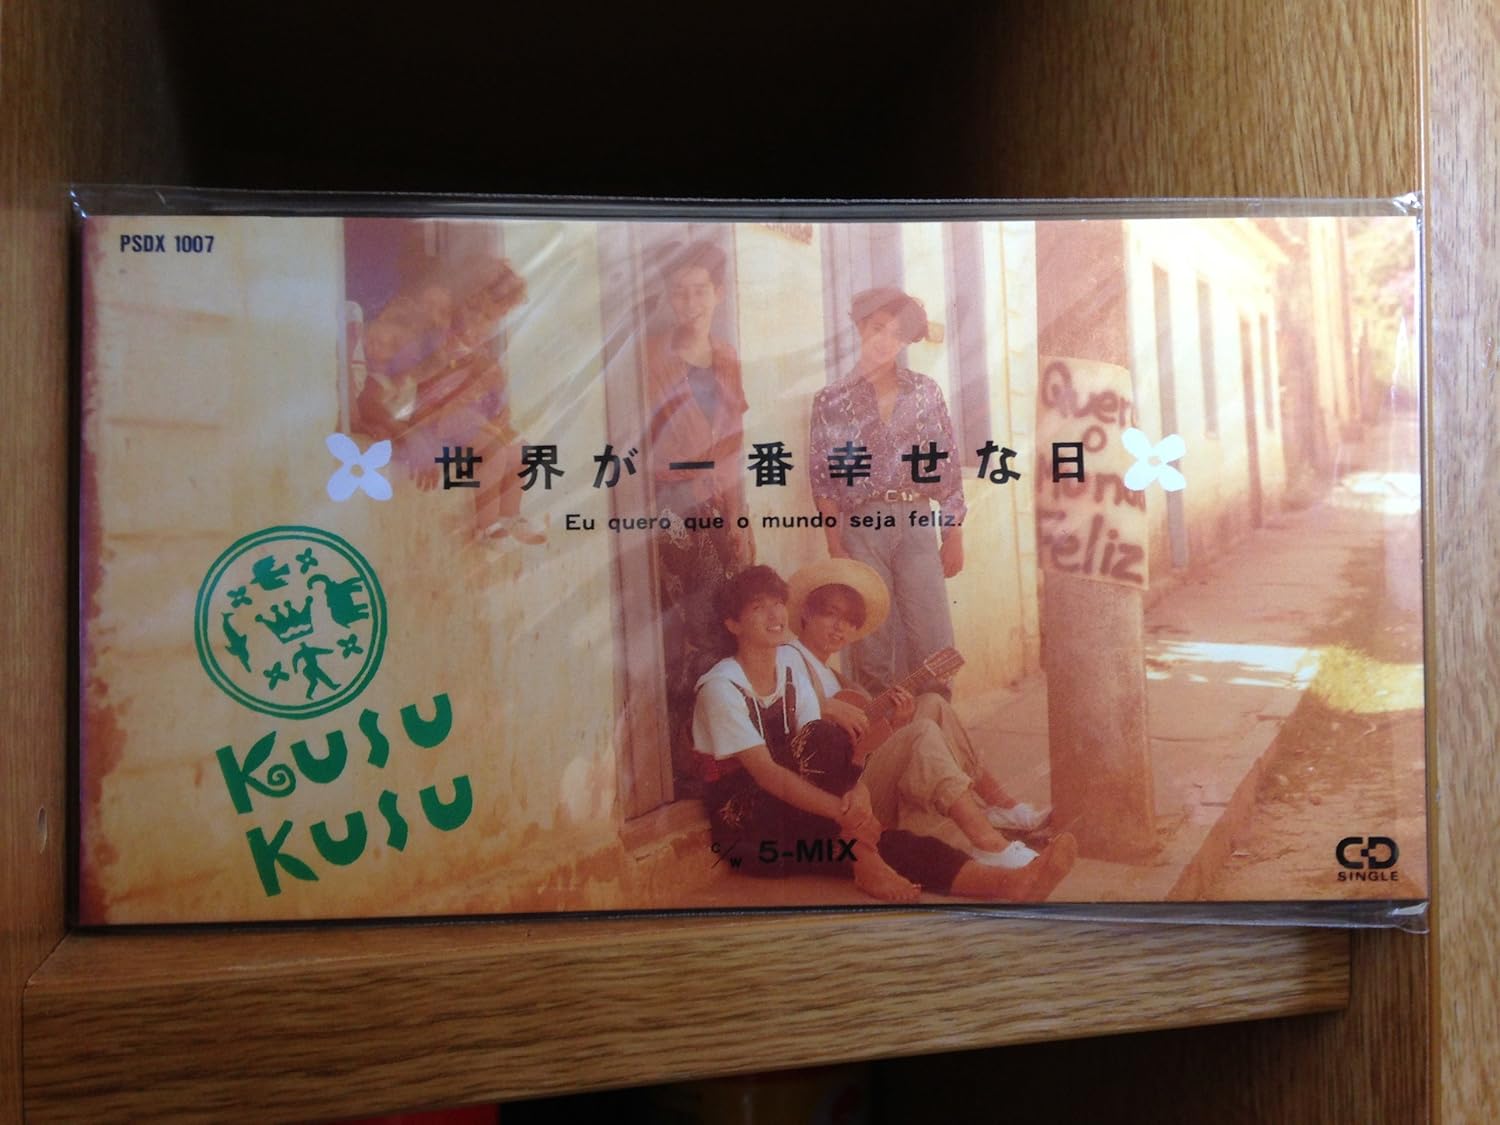 PSDX 1007
世界が一番幸せな日
Eu quero que o mundo seja feliz.
Quero
o
Feliz
KUSU
KUSU
C/W 5-MIX
CD
SINGLE